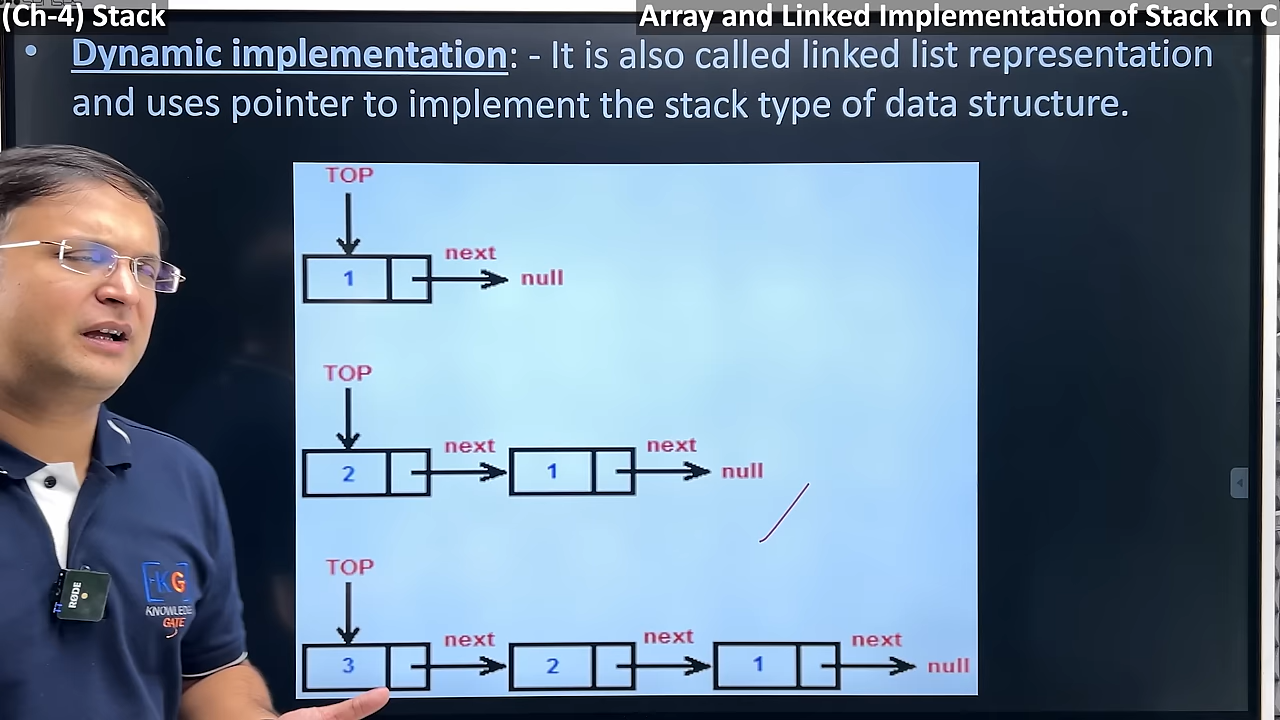 (Ch-4) Stack
Array and Linked Implementation of Stack in C
• Dynamic implementation: - It is also called linked list representation
and uses pointer to implement the stack type of data structure.
TOP
next
1
null
TOP
next
next
2
1
null
TOP
next
next
next
3
2
1
null
RØDE
KG
KNOWLEDGE
GATE